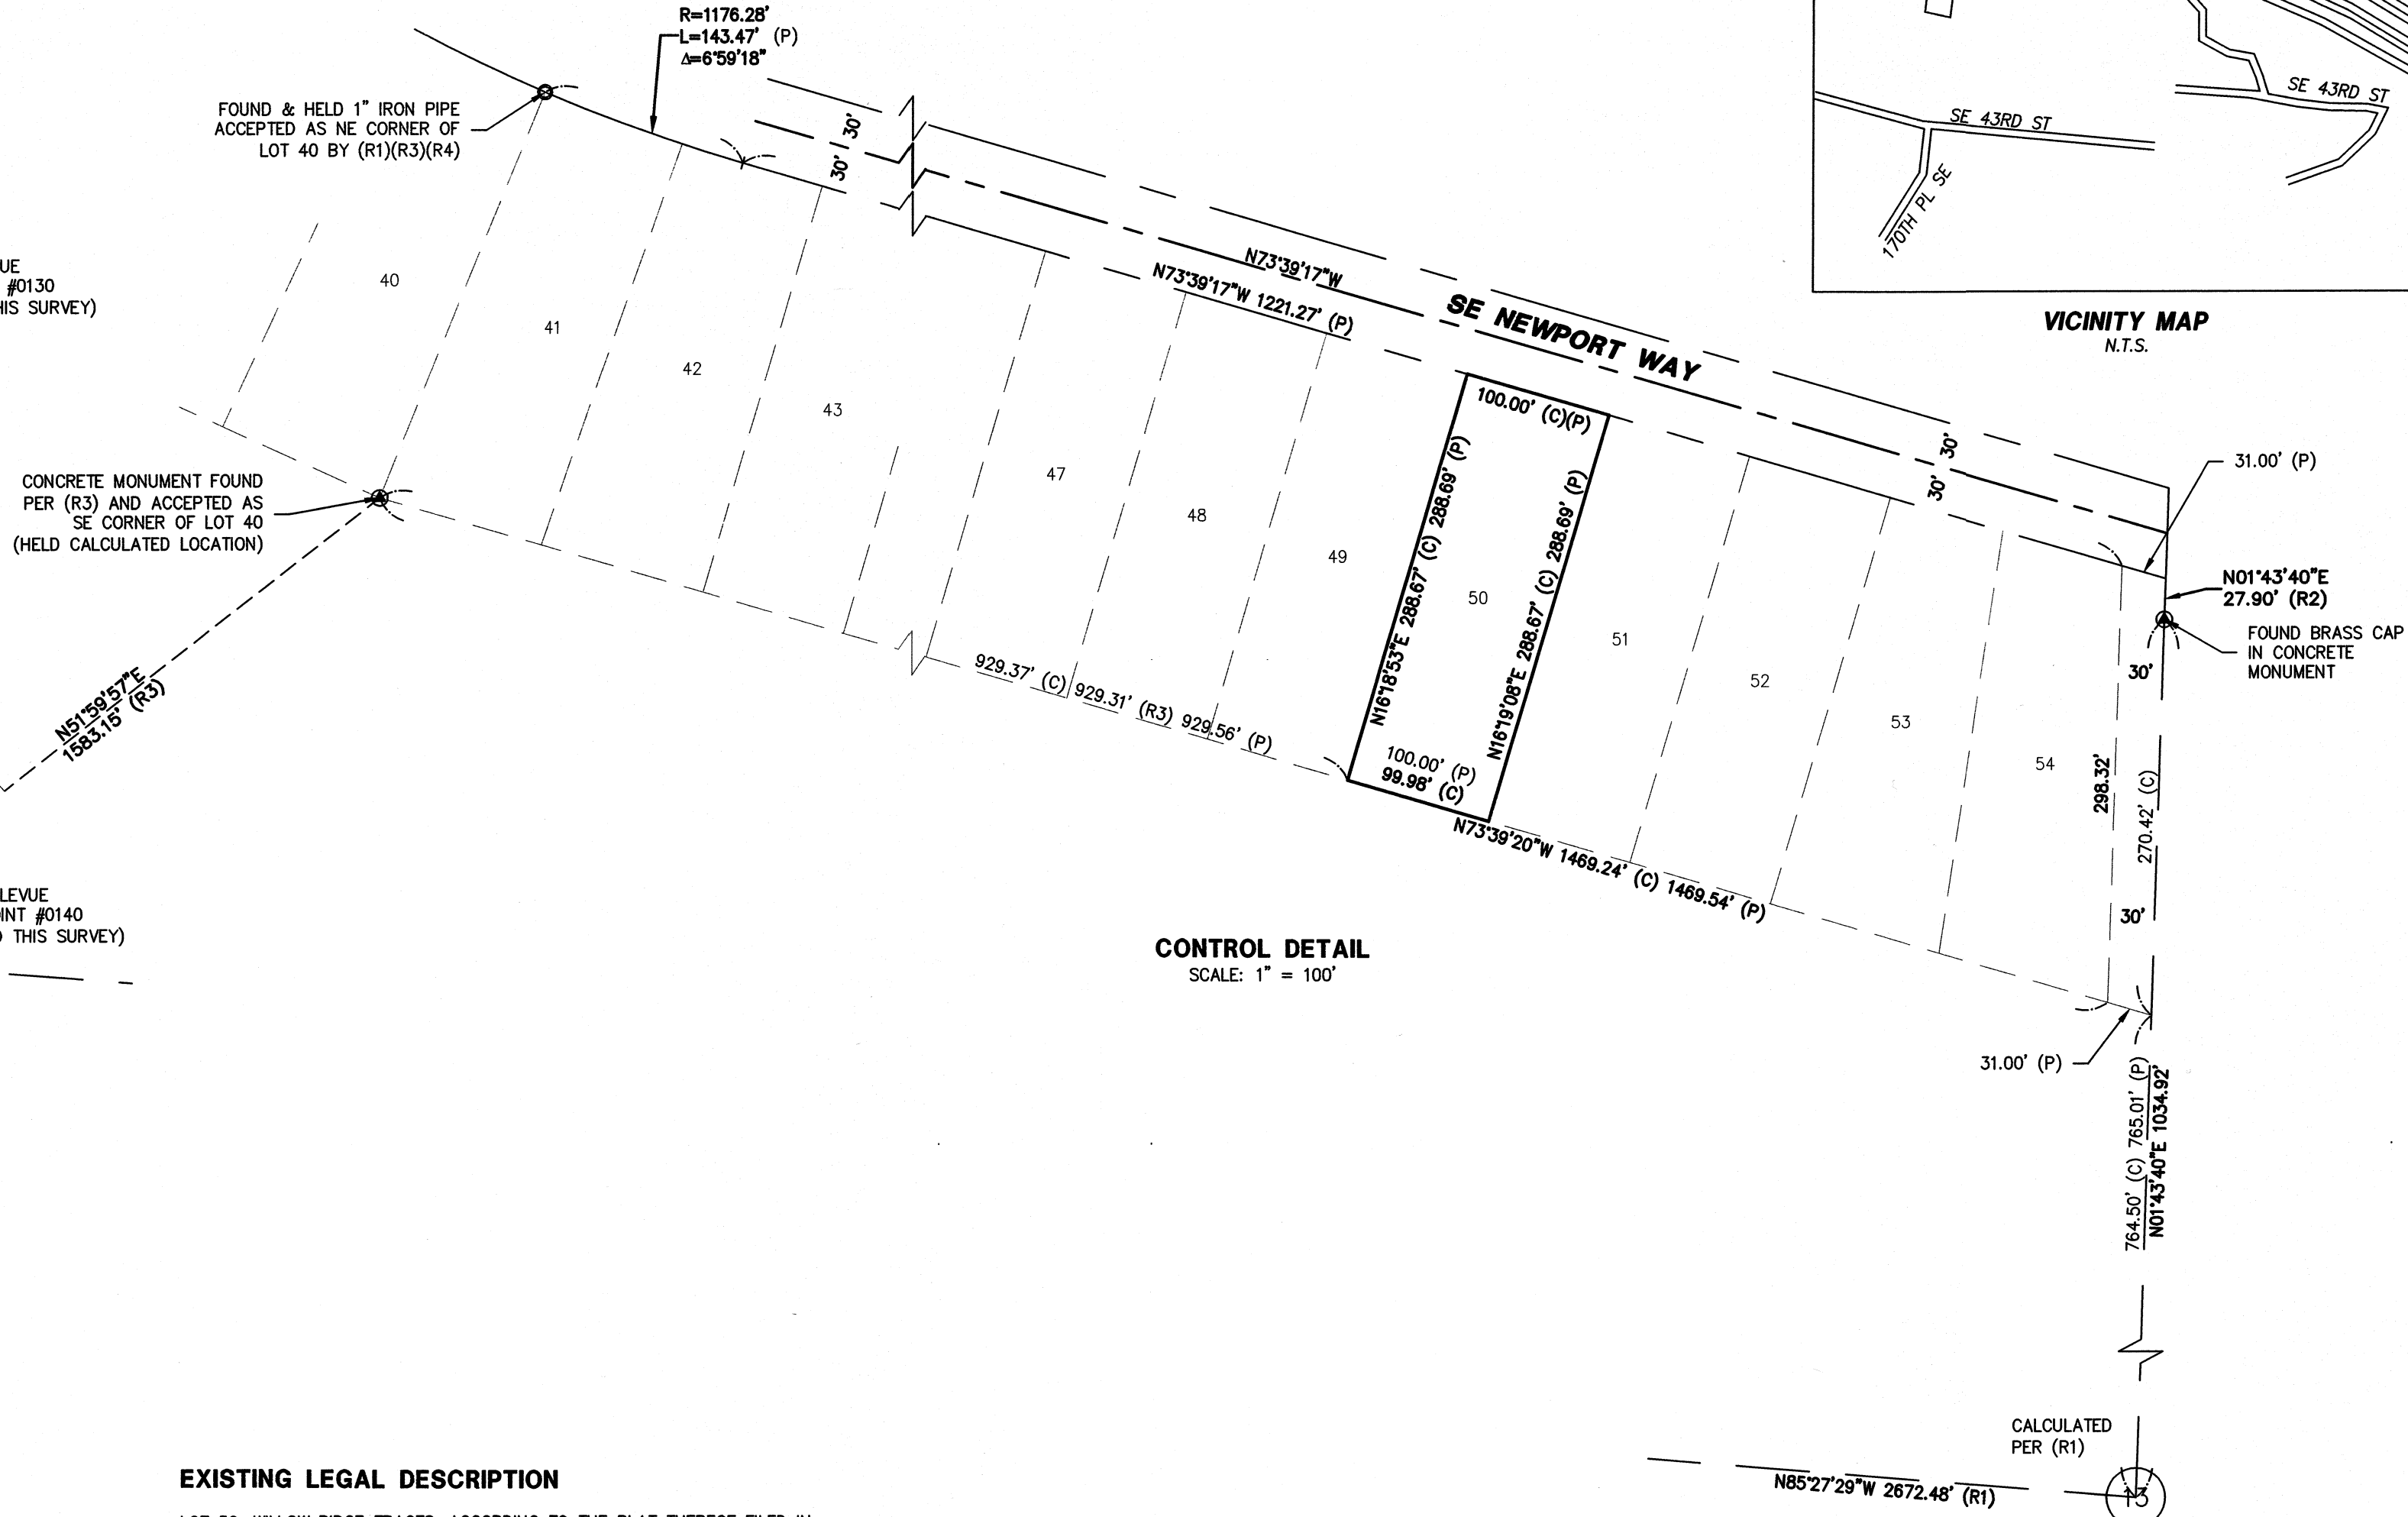 R=1176.28'
L=143.47' (P)
Δ=6°59'18"
FOUND & HELD 1" IRON PIPE
ACCEPTED AS NE CORNER OF
LOT 40 BY (R1)(R3)(R4)
30'
30'
SE 43RD ST
SE 43RD ST
170TH PL SE
VICINITY MAP
N.T.S.
UE
#0130
HIS SURVEY)
40
41
42
43
47
48
49
50
51
52
53
54
N73°39'17"W
N73°39'17"W 1221.27' (P)
SE NEWPORT WAY
100.00' (C)(P)
N16°18'53"E 288.67' (C) 288.69' (P)
N16°19'08"E 288.67' (C) 288.69' (P)
100.00' (P)
99.98' (C)
30'
30'
31.00' (P)
N01°43'40"E
27.90' (R2)
FOUND BRASS CAP
IN CONCRETE
MONUMENT
30'
298.32'
270.42' (C)
30'
CONCRETE MONUMENT FOUND
PER (R3) AND ACCEPTED AS
SE CORNER OF LOT 40
(HELD CALCULATED LOCATION)
N51°59'57"E
1583.15' (R3)
929.37' (C) 929.31' (R3) 929.56' (P)
N73°39'20"W 1469.24' (C) 1469.54' (P)
LEVUE
INT #0140
THIS SURVEY)
CONTROL DETAIL
SCALE: 1" = 100'
31.00' (P)
764.50' (C) 765.01' (P)
N01°43'40"E 1034.92'
CALCULATED
PER (R1)
N85°27'29"W 2672.48' (R1)
13
EXISTING LEGAL DESCRIPTION